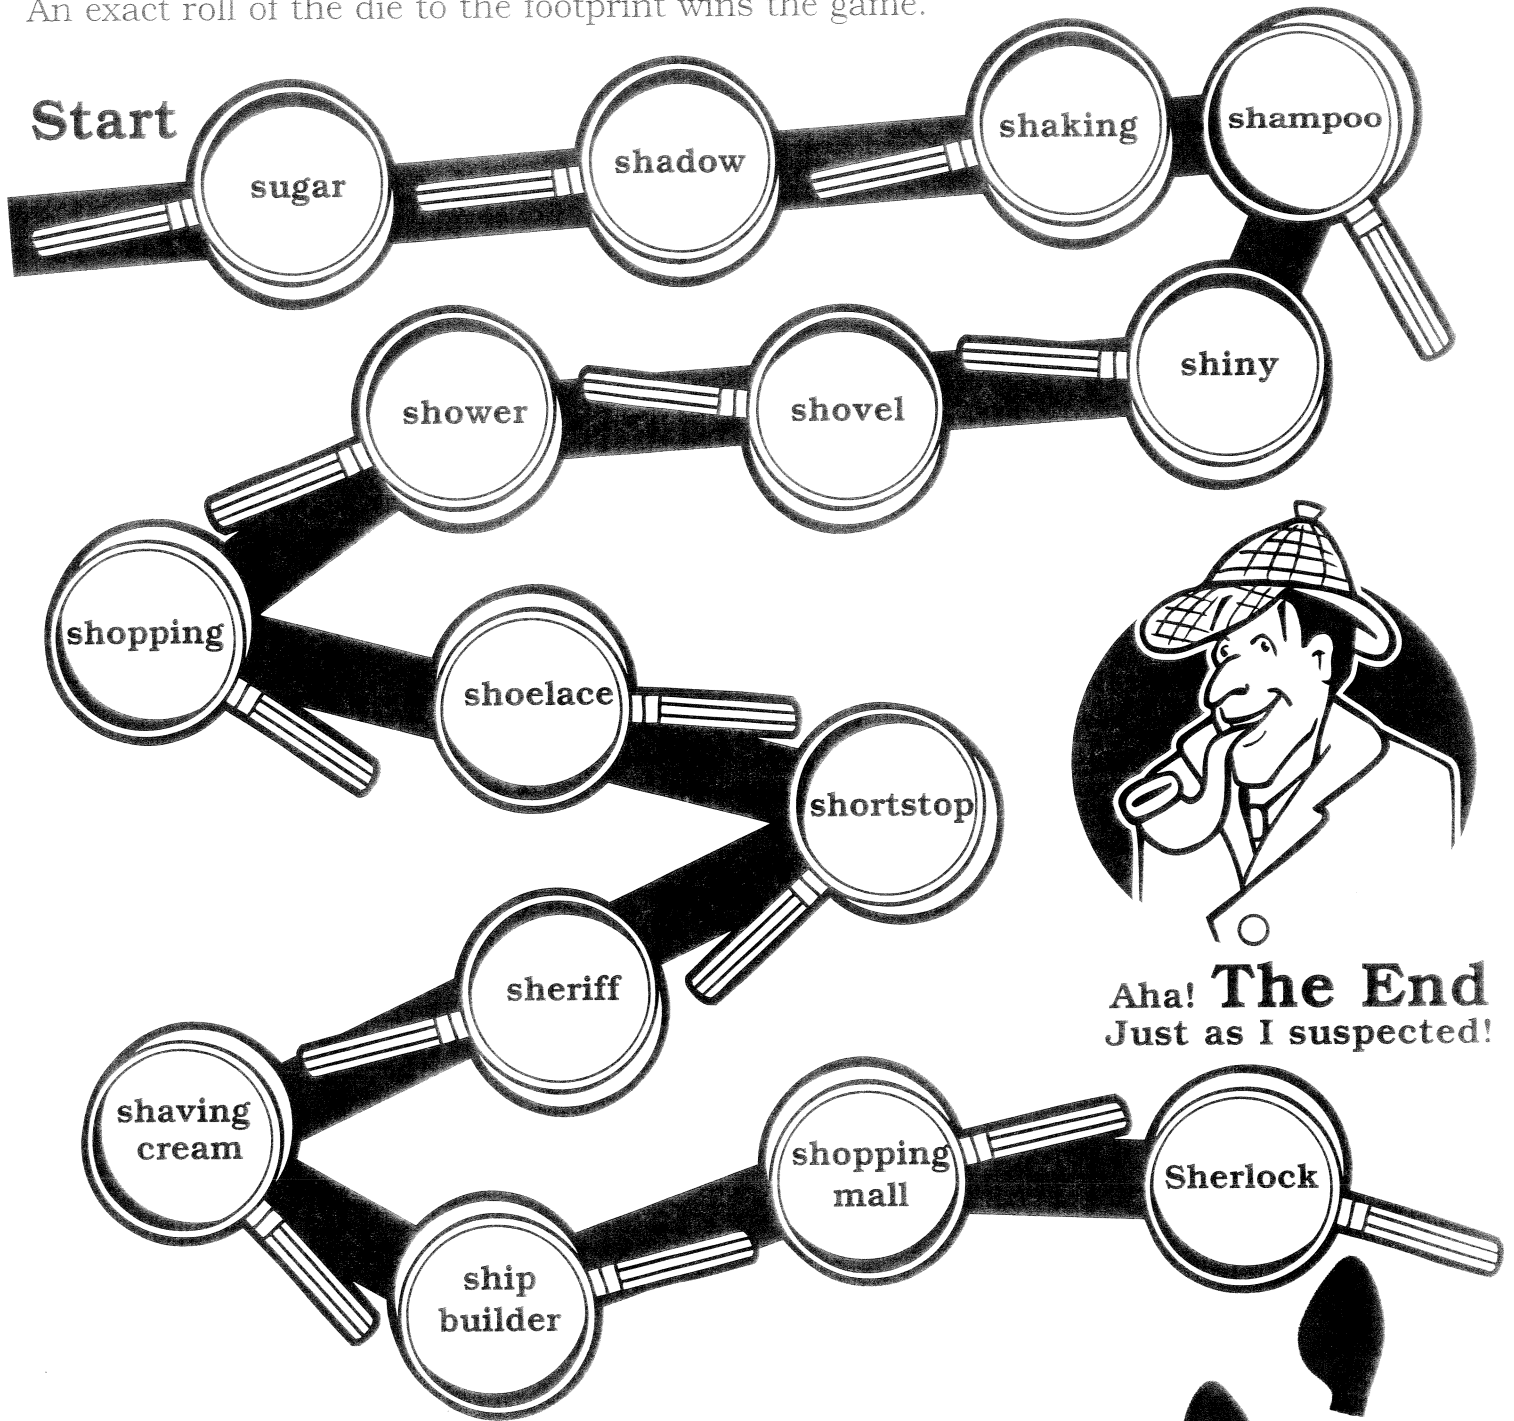 An exact roll of the die to the footprint wins the game.
Start
sugar
shadow
shaking
shampoo
shiny
shovel
shower
shopping
shoelace
shortstop
sheriff
shaving
cream
ship
builder
shopping
mall
Sherlock
Aha! The End
Just as I suspected!